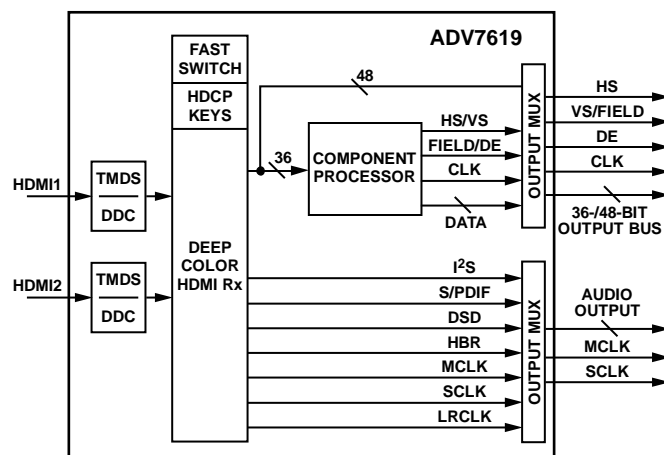 ADV7619
FAST
SWITCH
HDCP
KEYS
DEEP
COLOR
HDMI Rx
HDMI1
TMDS
DDC
HDMI2
TMDS
DDC
48
36
COMPONENT
PROCESSOR
HS/VS
FIELD/DE
CLK
DATA
OUTPUT MUX
HS
VS/FIELD
DE
CLK
36-/48-BIT
OUTPUT BUS
I²S
S/PDIF
DSD
HBR
MCLK
SCLK
LRCLK
OUTPUT MUX
AUDIO
OUTPUT
MCLK
SCLK